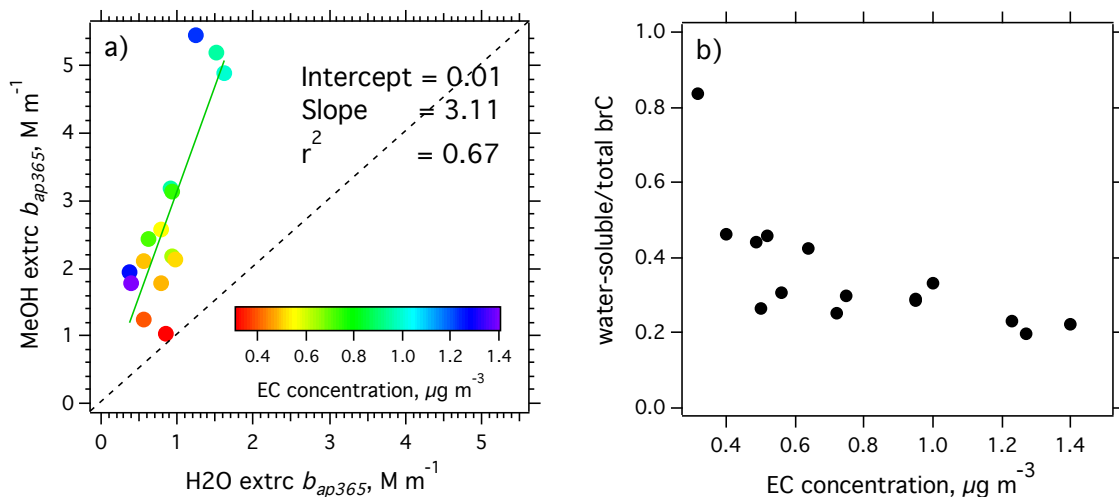 a)
Intercept = 0.01
Slope = 3.11
r² = 0.67
MeOH extrc b_ap365, M m⁻¹
5
4
3
2
1
0
0.4 0.6 0.8 1.0 1.2 1.4
EC concentration, µg m⁻³
0 1 2 3 4 5
H2O extrc b_ap365, M m⁻¹
b)
water-soluble/total brC
1.0
0.8
0.6
0.4
0.2
0.0
0.4 0.6 0.8 1.0 1.2 1.4
EC concentration, µg m⁻³